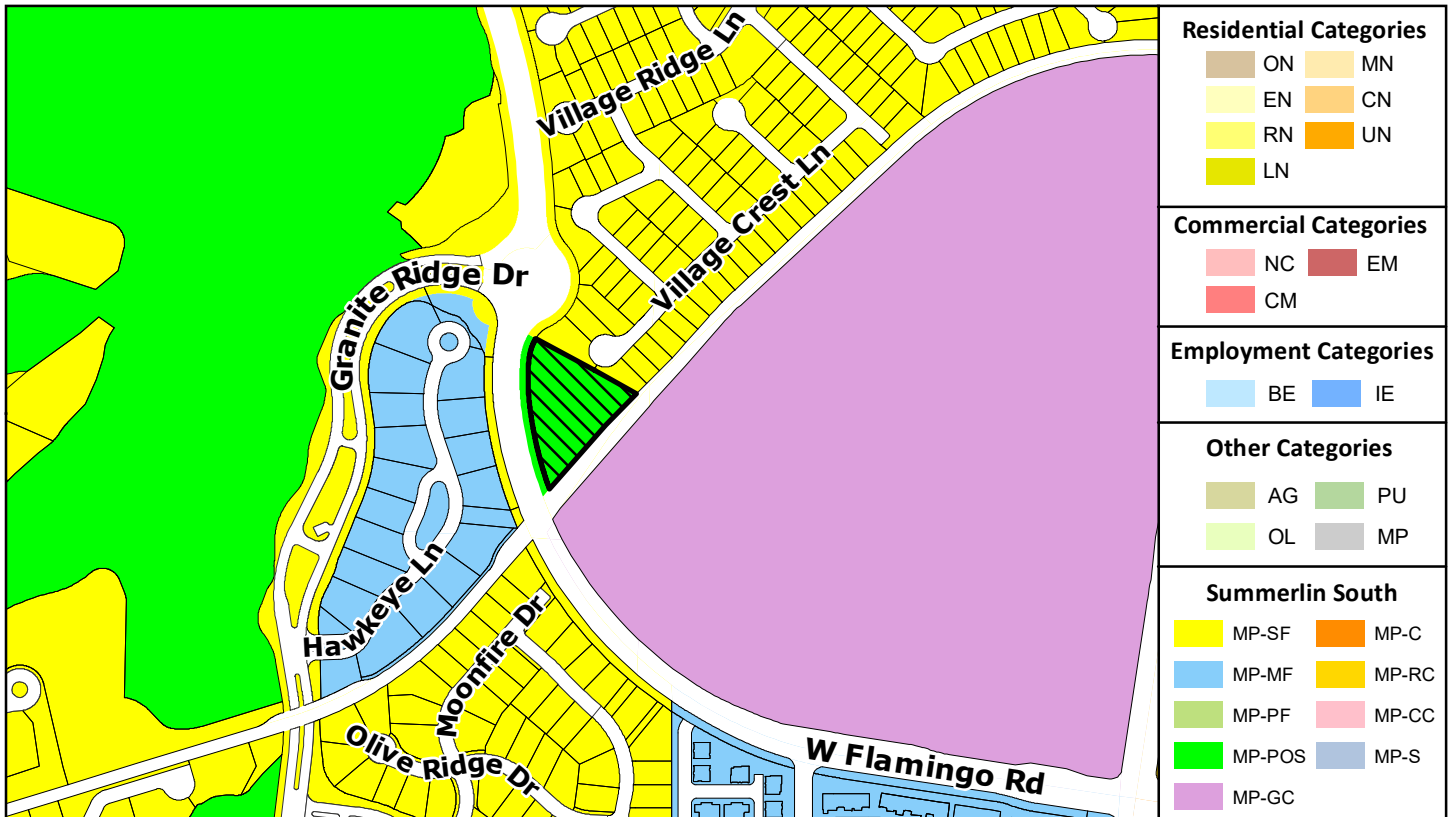 Village Ridge Ln
Village Crest Ln
Granite Ridge Dr
Hawkeye Ln
Moonfire Dr
Olive Ridge Dr
W Flamingo Rd
Residential Categories
ON MN
EN CN
RN UN
LN
Commercial Categories
NC EM
CM
Employment Categories
BE IE
Other Categories
AG PU
OL MP
Summerlin South
MP-SF MP-C
MP-MF MP-RC
MP-PF MP-CC
MP-POS MP-S
MP-GC